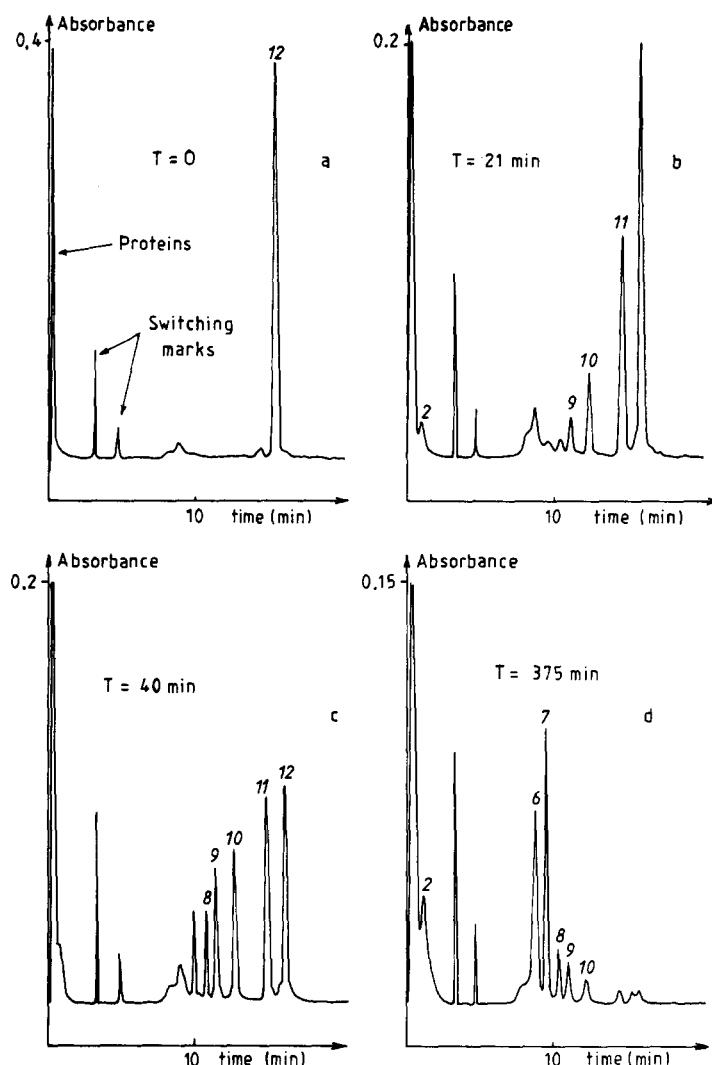 Absorbance
0,4
12
T = 0
a
Proteins
Switching
marks
10
time (min)
Absorbance
0.2
T = 21 min
b
11
10
9
2
10
time (min)
Absorbance
0.2
T = 40 min
c
12
11
10
9
8
10
time (min)
Absorbance
0.15
T = 375 min
d
7
6
2
8
9
10
10
time (min)